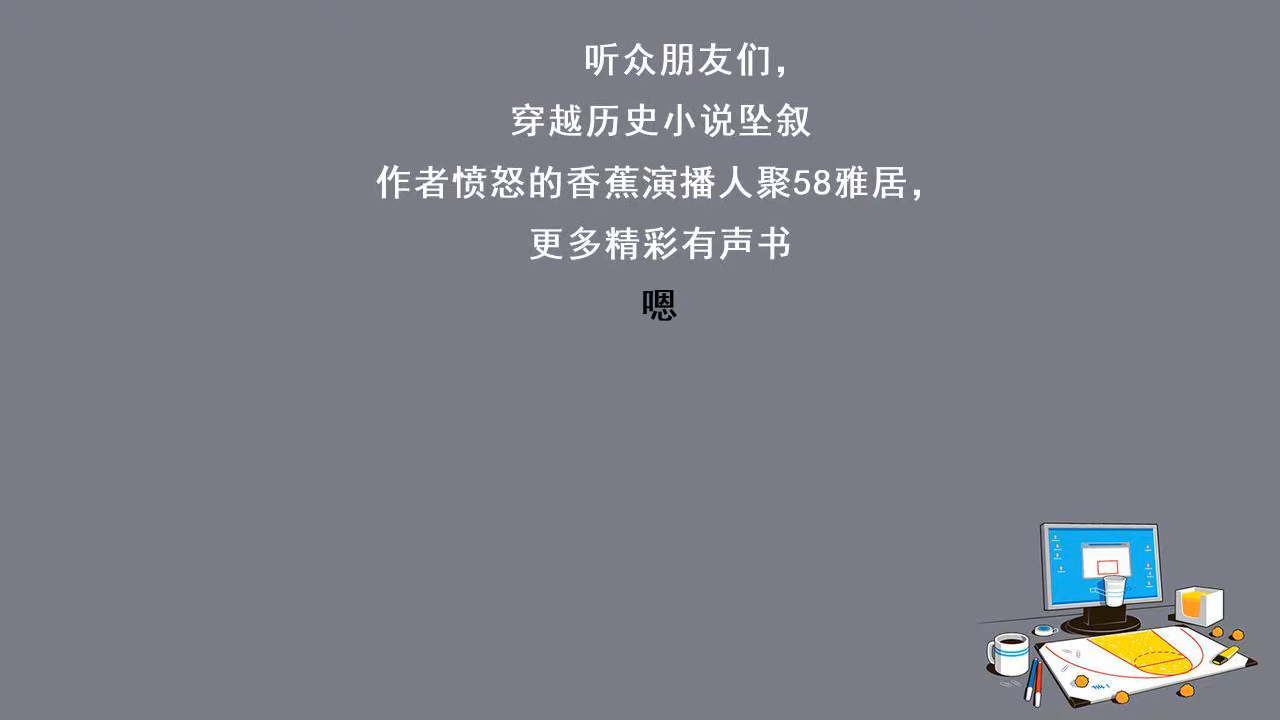 听众朋友们，
穿越历史小说坠叙
作者愤怒的香蕉演播人聚58雅居，
更多精彩有声书
嗯